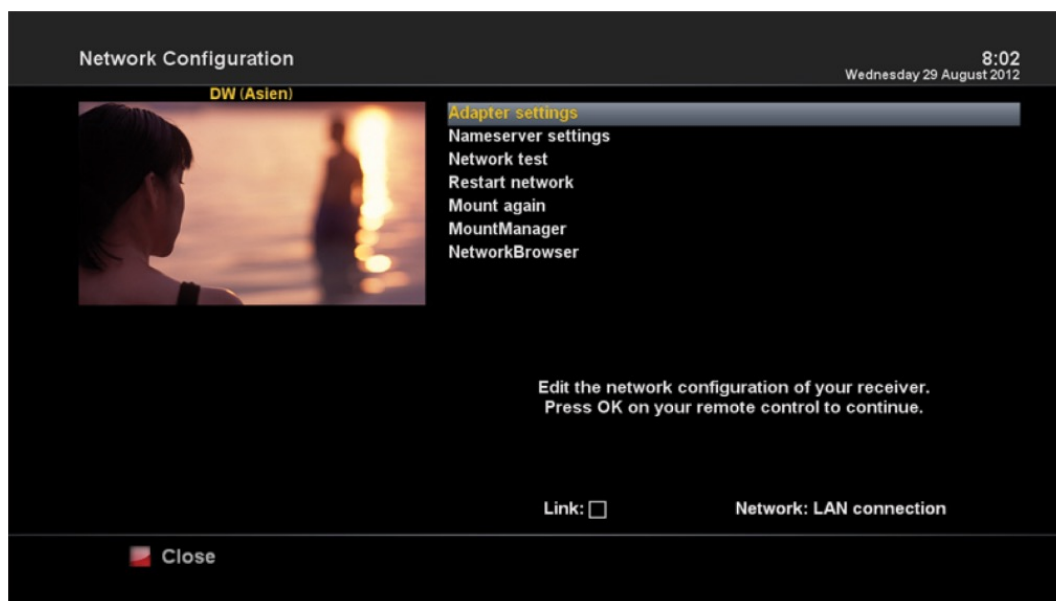 Network Configuration
8:02
Wednesday 29 August 2012
DW (Asien)
Adapter settings
Nameserver settings
Network test
Restart network
Mount again
MountManager
NetworkBrowser
Edit the network configuration of your receiver.
Press OK on your remote control to continue.
Link:
Network: LAN connection
Close